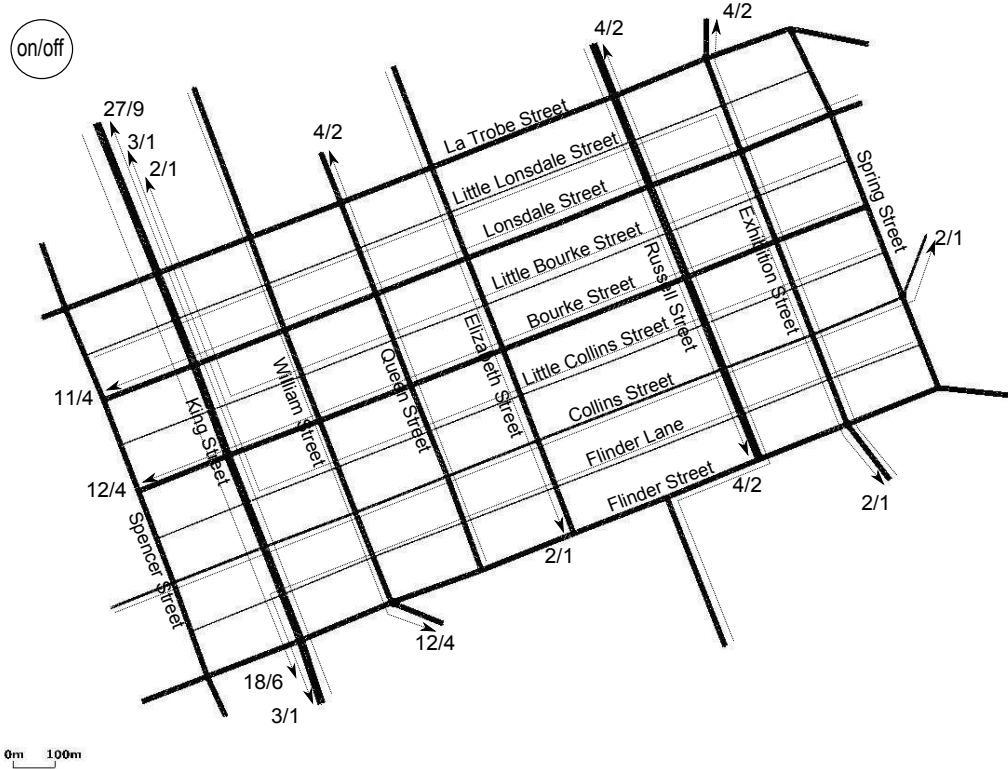 on/off
4/2
4/2
27/9
3/1
2/1
4/2
La Trobe Street
Little Lonsdale Street
Lonsdale Street
Little Bourke Street
Bourke Street
Little Collins Street
Collins Street
Flinder Lane
Flinder Street
Spring Street
Exhibition Street
Russell Street
Elizabeth Street
Queen Street
William Street
King Street
Spencer Street
2/1
11/4
12/4
4/2
2/1
2/1
12/4
18/6
3/1
0m 100m